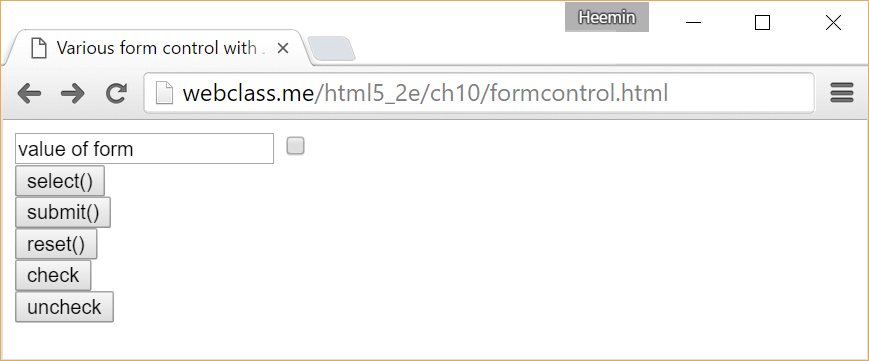 Heemin
Various form control with .
webclass.me/html5_2e/ch10/formcontrol.html
value of form
select()
submit()
reset()
check
uncheck